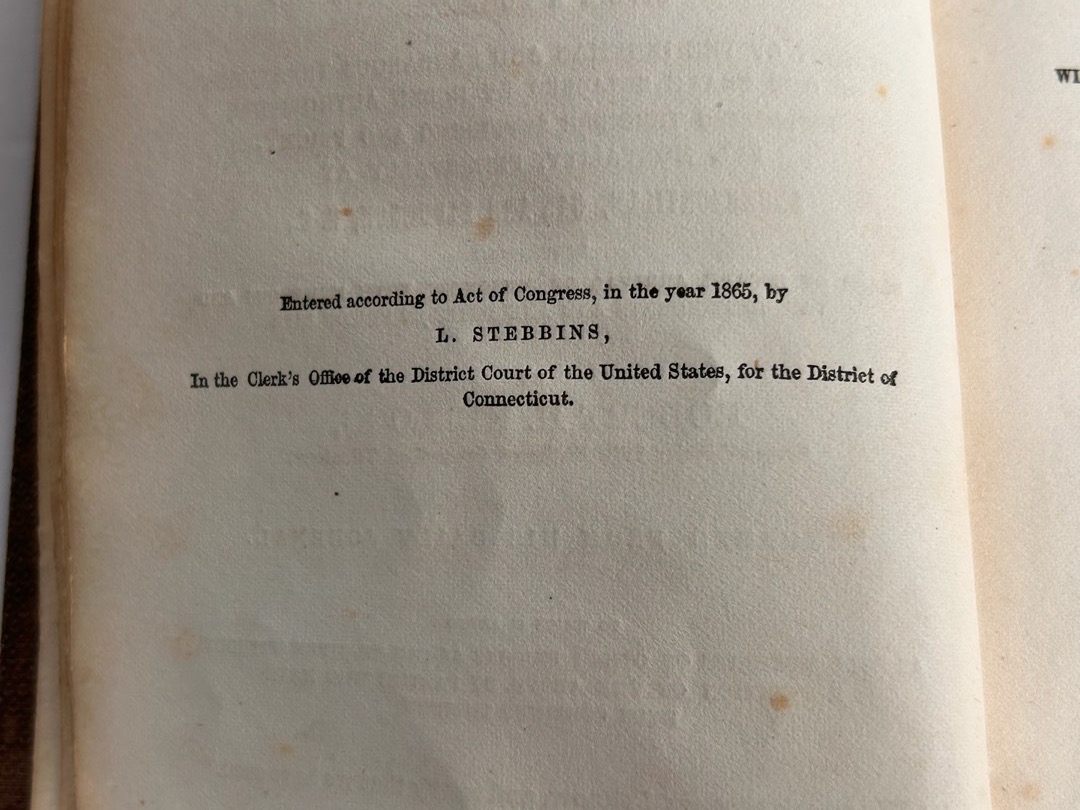 Entered according to Act of Congress, in the year 1865, by
L. STEBBINS,
In the Clerk's Office of the District Court of the United States, for the District of
Connecticut.
WI